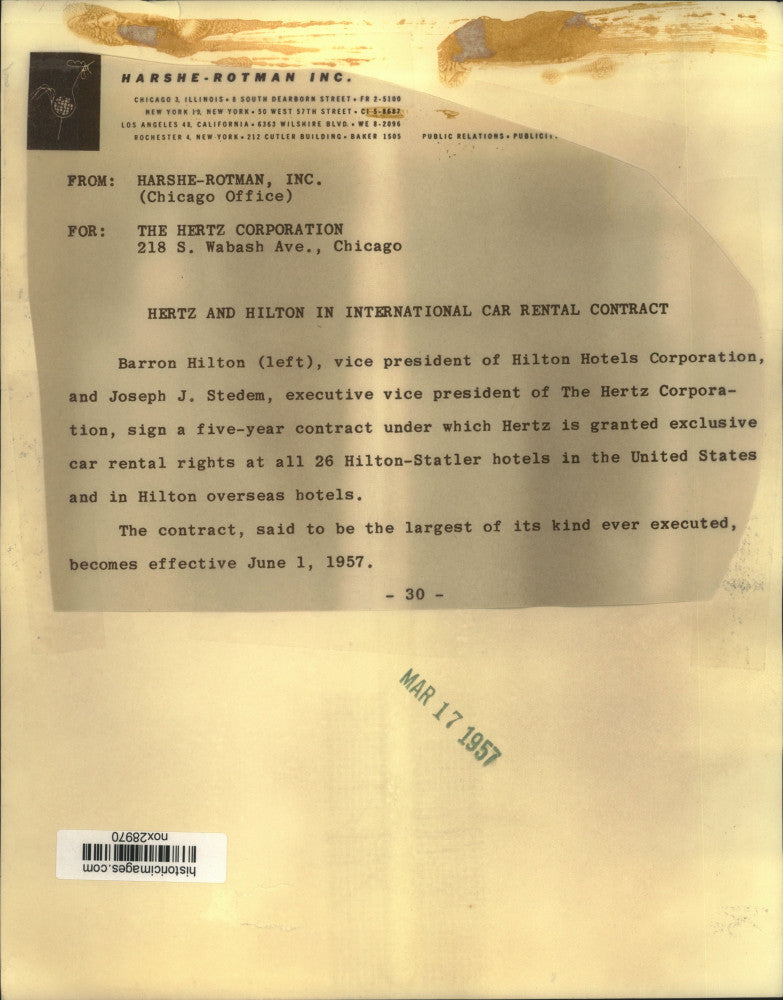 HARSHE-ROTMAN INC.
CHICAGO 3, ILLINOIS • 8 SOUTH DEARBORN STREET • FR 2-5100
NEW YORK 19, NEW YORK • 50 WEST 57TH STREET • CI 5-8687
LOS ANGELES 48, CALIFORNIA • 6363 WILSHIRE BLVD. • WE 8-2096
ROCHESTER 4, NEW YORK • 212 CUTLER BUILDING • BAKER 1505 PUBLIC RELATIONS •
FROM: HARSHE-ROTMAN, INC.
(Chicago Office)
FOR: THE HERTZ CORPORATION
218 S. Wabash Ave., Chicago
HERTZ AND HILTON IN INTERNATIONAL CAR RENTAL CONTRACT
Barron Hilton (left), vice president of Hilton Hotels Corporation,
and Joseph J. Stedem, executive vice president of The Hertz Corpora-
tion, sign a five-year contract under which Hertz is granted exclusive
car rental rights at all 26 Hilton-Statler hotels in the United States
and in Hilton overseas hotels.
The contract, said to be the largest of its kind ever executed,
becomes effective June 1, 1957.
- 30 -
MAR 17 1957
historicimages.com
nox28970